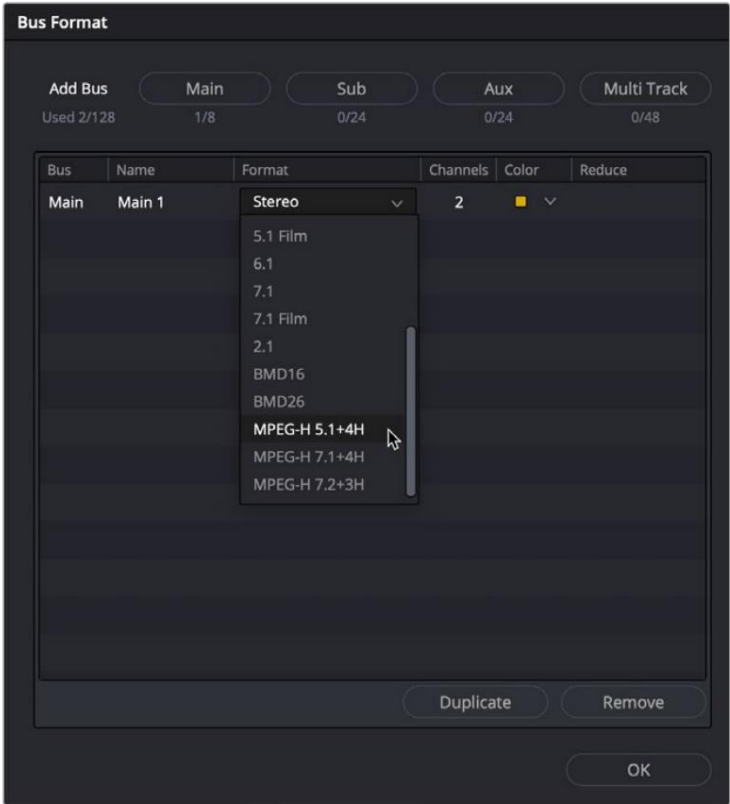 Bus Format
Add Bus Main Sub Aux Multi Track
Used 2/128 1/8 0/24 0/24 0/48
Bus Name Format Channels Color Reduce
Main Main 1 Stereo 2
5.1 Film
6.1
7.1
7.1 Film
2.1
BMD16
BMD26
MPEG-H 5.1+4H
MPEG-H 7.1+4H
MPEG-H 7.2+3H
Duplicate Remove
OK